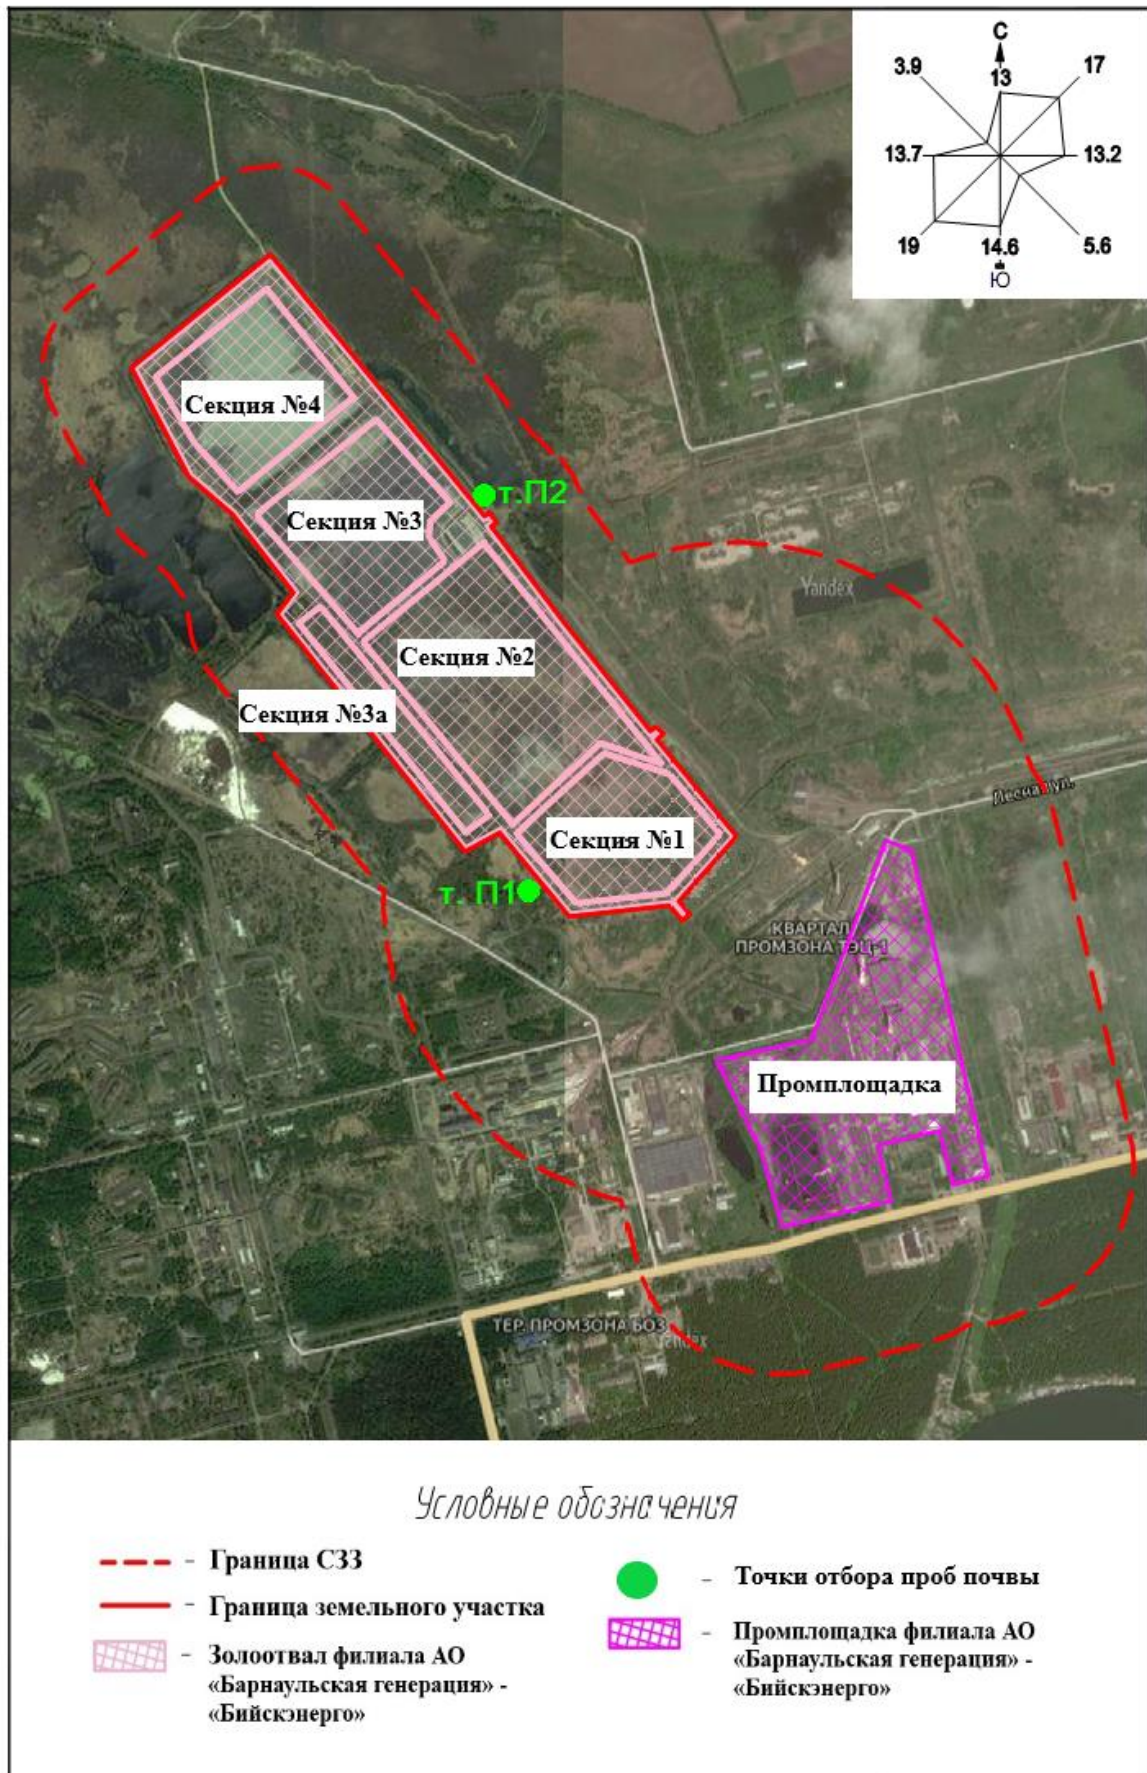 С
3.9
13
17
13.7
13.2
19
14.6
5.6
Ю
Секция №4
т.П2
Секция №3
Yandex
Секция №2
Секция №3а
Лесная ул.
Секция №1
т. П1
КВАРТАЛ
ПРОМЗОНА ТЭЦ-1
Промплощадка
ТЕР. ПРОМЗОНА БОЗ
Yandex
Условные обозначения
- Граница СЗЗ
- Граница земельного участка
- Золоотвал филиала АО
«Барнаульская генерация» -
«Бийскэнерго»
- Точки отбора проб почвы
- Промплощадка филиала АО
«Барнаульская генерация» -
«Бийскэнерго»